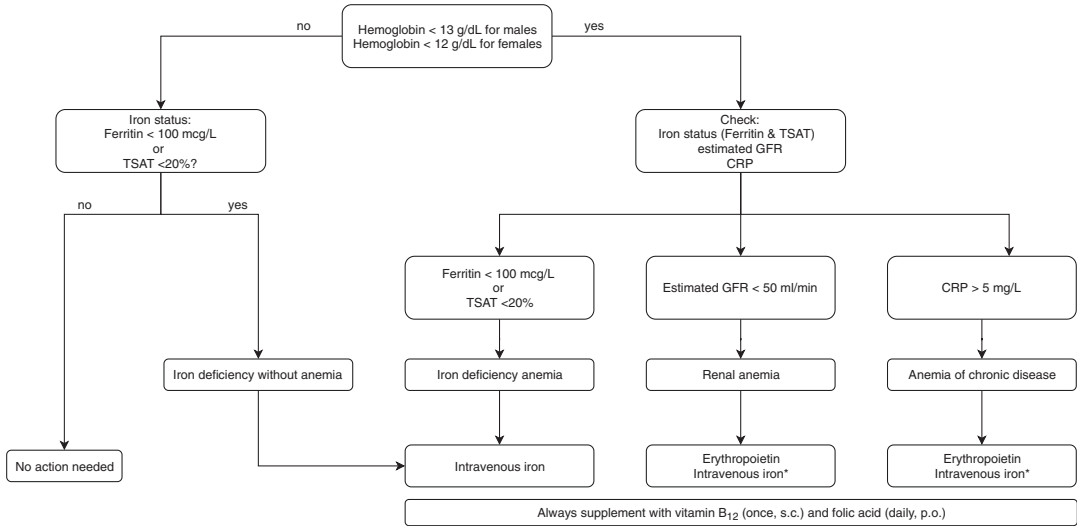 no
Hemoglobin < 13 g/dL for males
Hemoglobin < 12 g/dL for females
yes
Iron status:
Ferritin < 100 mcg/L
or
TSAT <20%?
Check:
Iron status (Ferritin & TSAT)
estimated GFR
CRP
no
yes
Ferritin < 100 mcg/L
or
TSAT <20%
Estimated GFR < 50 ml/min
CRP > 5 mg/L
Iron deficiency without anemia
Iron deficiency anemia
Renal anemia
Anemia of chronic disease
No action needed
Intravenous iron
Erythropoietin
Intravenous iron*
Erythropoietin
Intravenous iron*
Always supplement with vitamin B12 (once, s.c.) and folic acid (daily, p.o.)